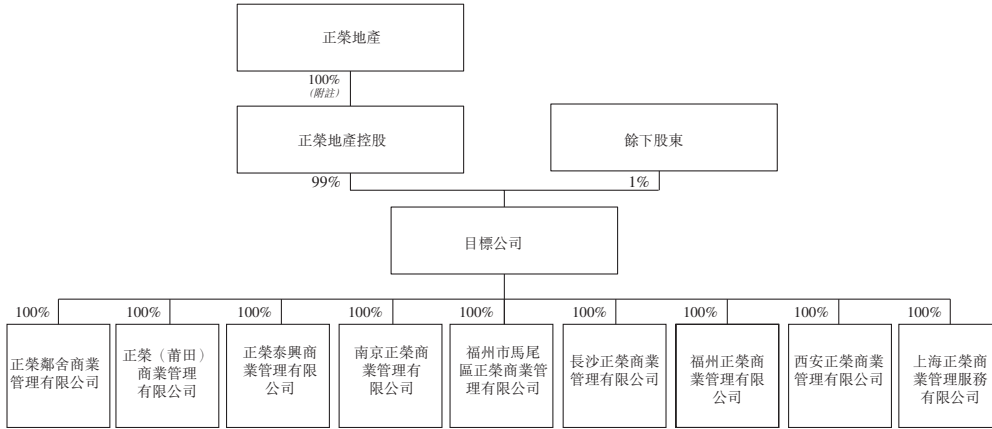 正榮地產
100%
(附註)
正榮地產控股
餘下股東
99%
1%
目標公司
100%
100%
100%
100%
100%
100%
100%
100%
100%
正榮鄰舍商業
管理有限公司
正榮（莆田）
商業管理
有限公司
正榮泰興商
業管理有限
公司
南京正榮商
業管理有
限公司
福州市馬尾
區正榮商業管
理有限公司
長沙正榮商業
管理有限公司
福州正榮商
業管理有限
公司
西安正榮商業
管理有限公司
上海正榮商
業管理服務
有限公司